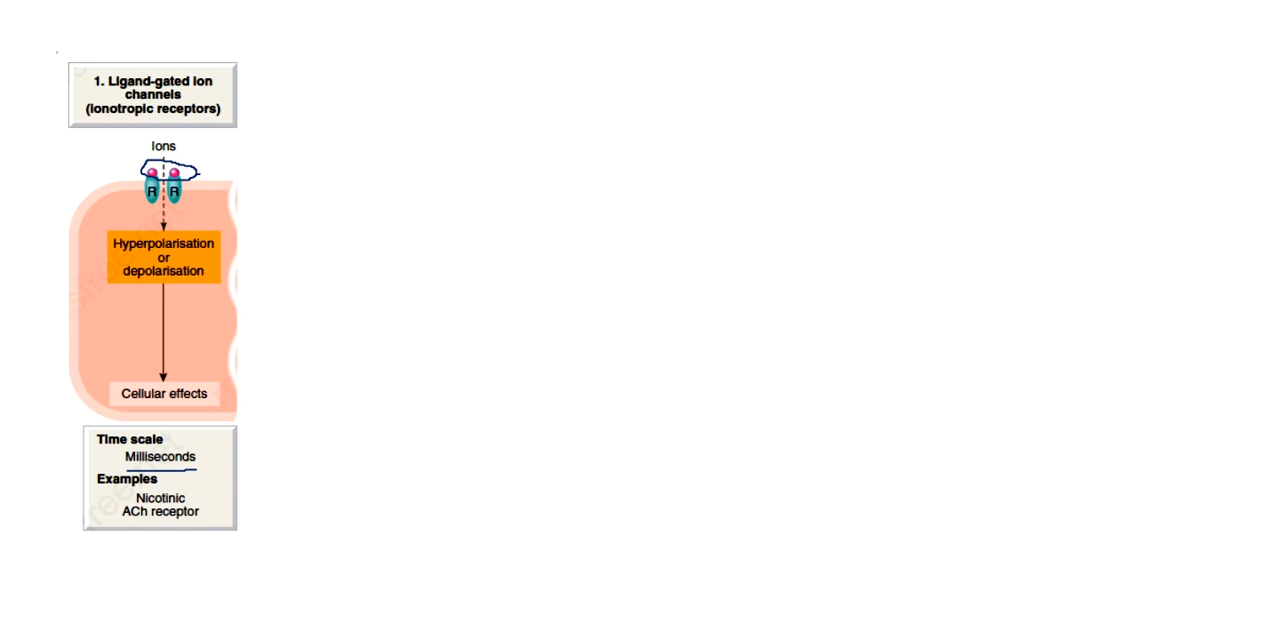 1. Ligand-gated ion
channels
(ionotropic receptors)
Ions
R R
Hyperpolarisation
or
depolarisation
Cellular effects
Time scale
Milliseconds
Examples
Nicotinic
ACh receptor